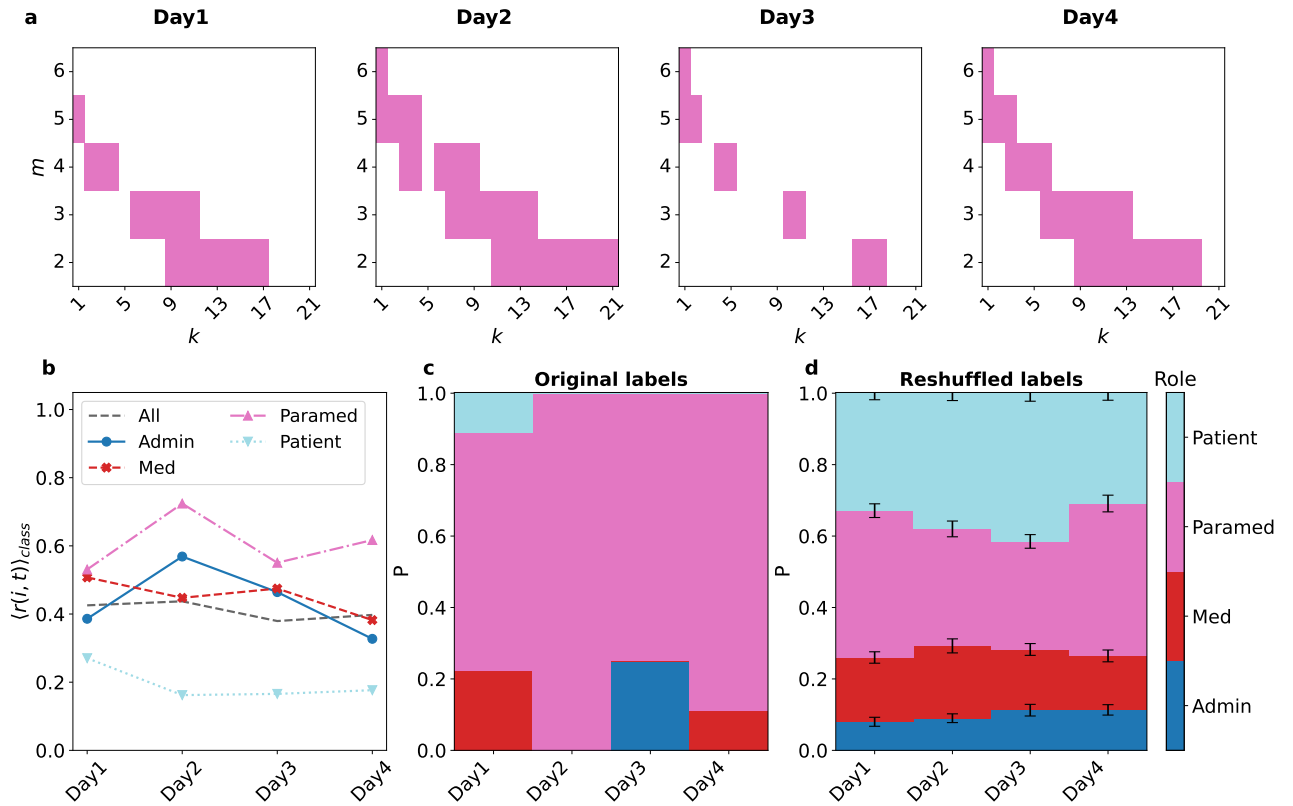 a
Day1
Day2
Day3
Day4
m
6
5
4
3
2
6
5
4
3
2
6
5
4
3
2
6
5
4
3
2
1 5 9 13 17 21
1 5 9 13 17 21
1 5 9 13 17 21
1 5 9 13 17 21
k
k
k
k
b
⟨r(i, t)⟩class
1.0
0.8
0.6
0.4
0.2
0.0
All
Admin
Med
Paramed
Patient
Day1 Day2 Day3 Day4
c
Original labels
P
1.0
0.8
0.6
0.4
0.2
0.0
Day1 Day2 Day3 Day4
d
Reshuffled labels
P
1.0
0.8
0.6
0.4
0.2
0.0
Day1 Day2 Day3 Day4
Role
Patient
Paramed
Med
Admin